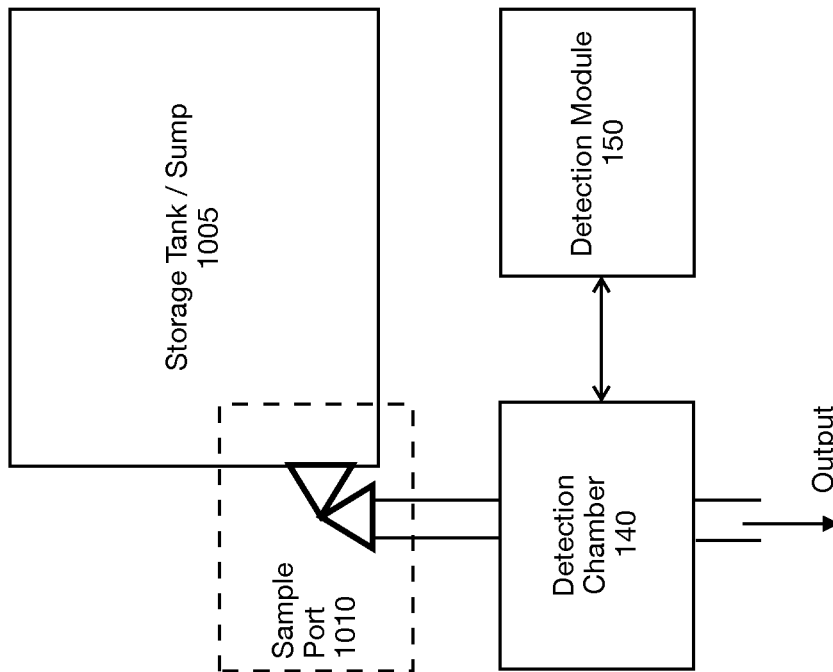 Storage Tank / Sump
1005
Sample
Port
1010
Detection Module
150
Detection
Chamber
140
Output